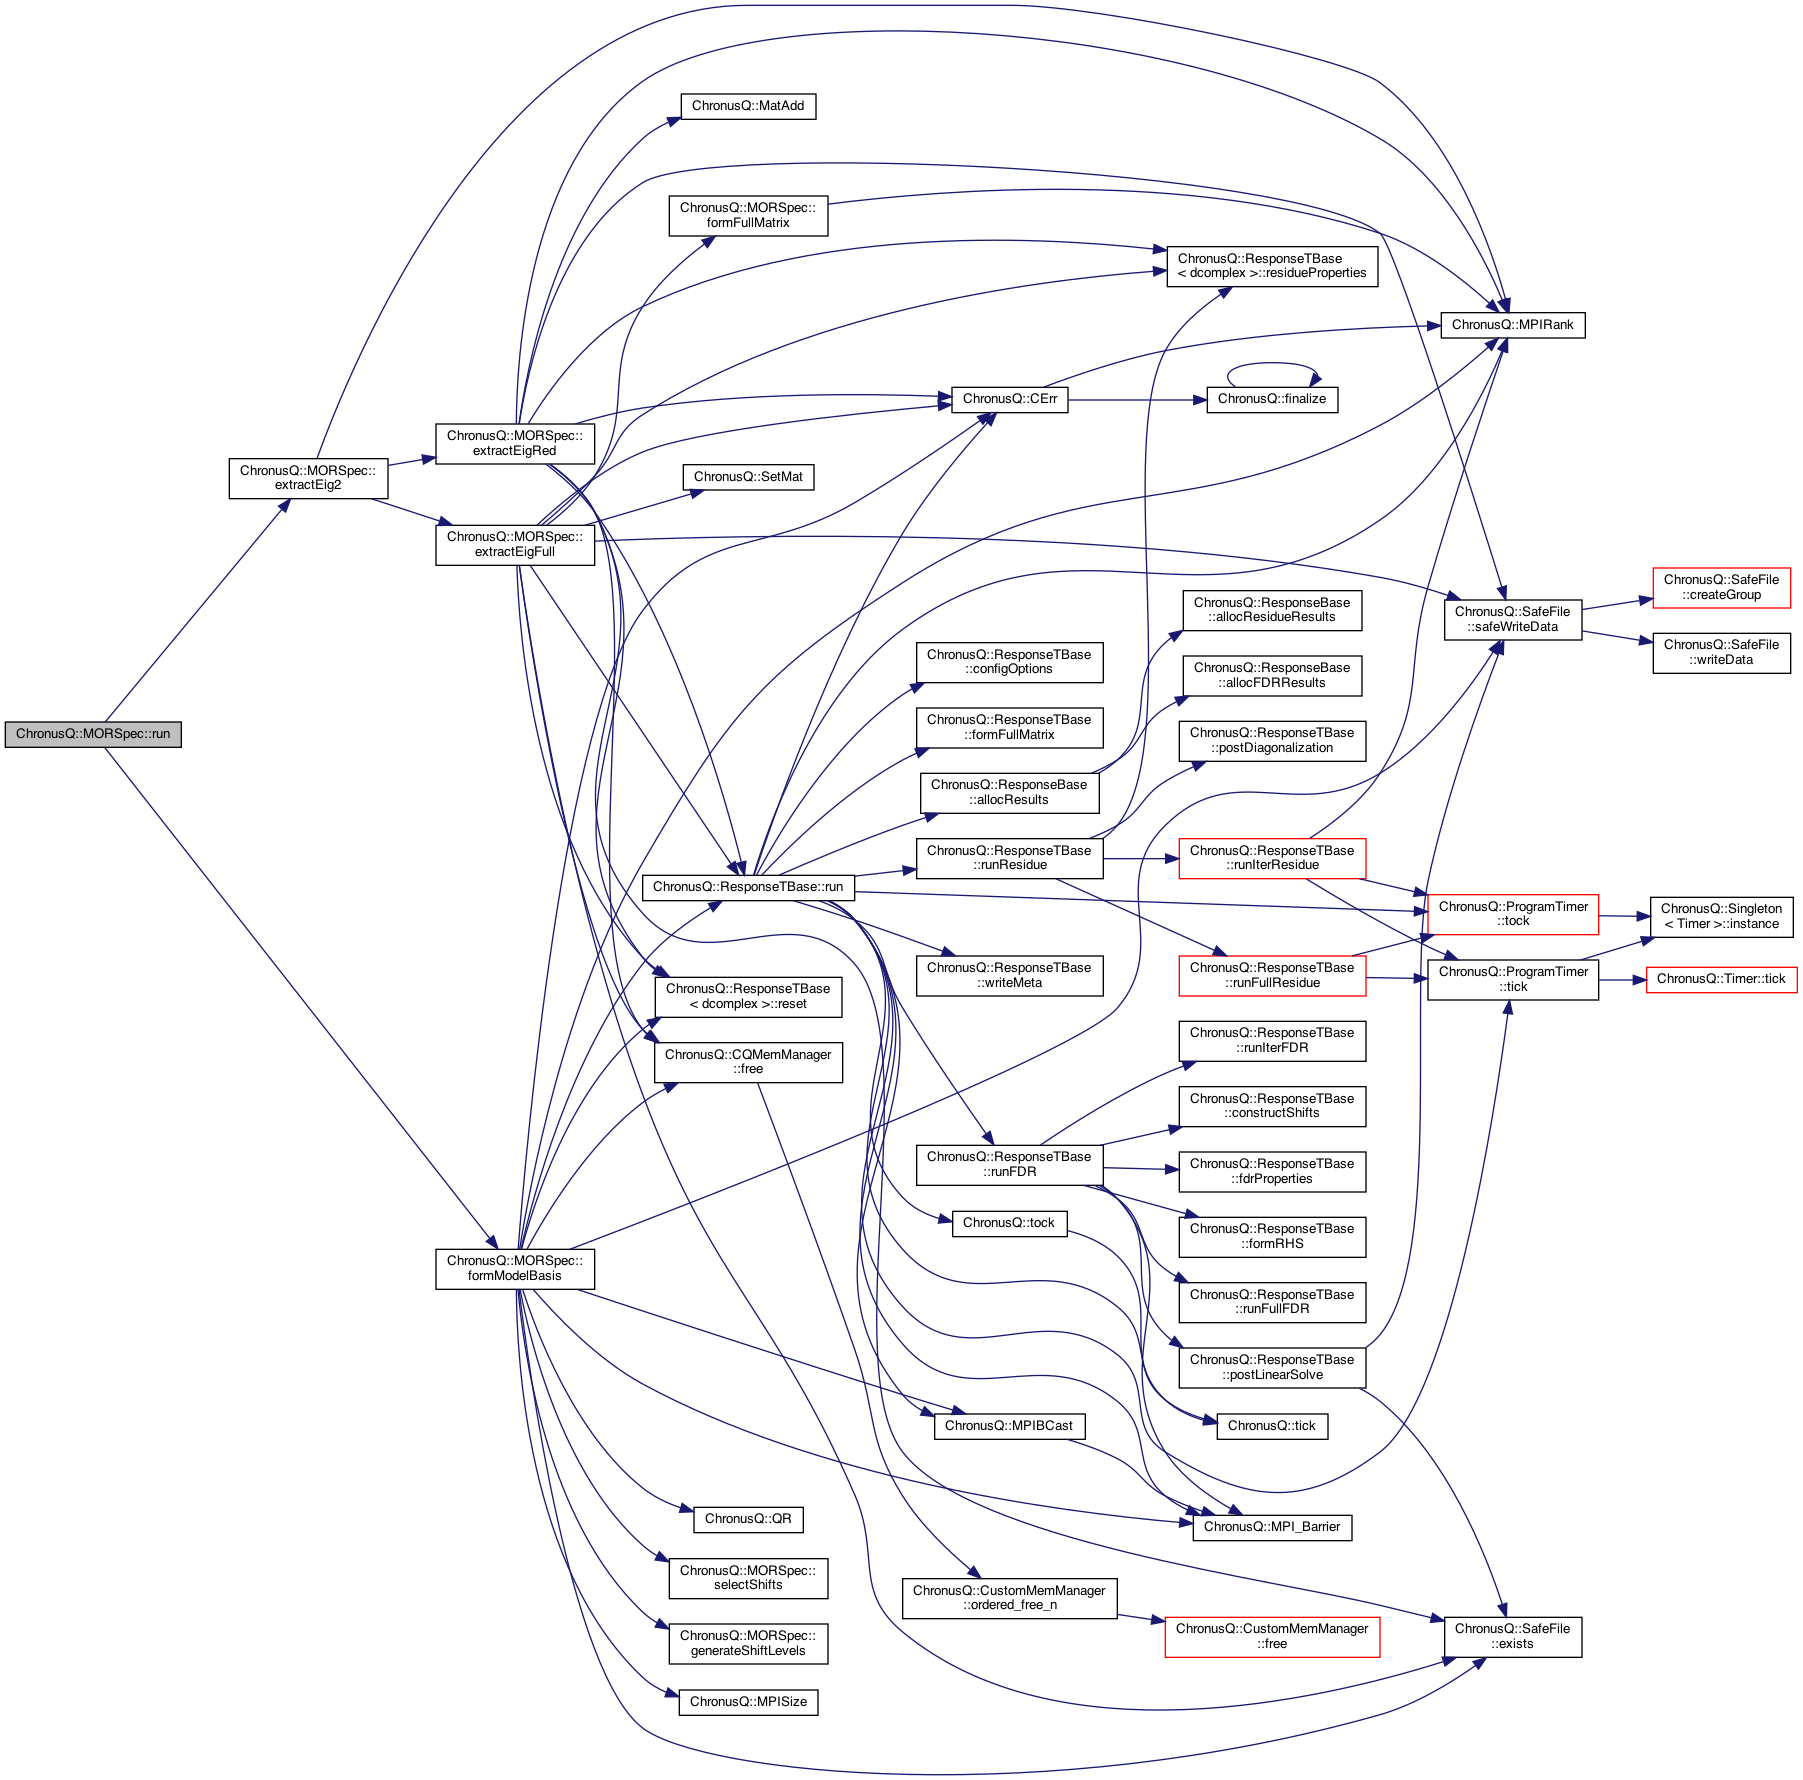 ChronusQ::MORSpec::run
ChronusQ::MORSpec::
extractEig2
ChronusQ::MORSpec::
extractEigRed
ChronusQ::MORSpec::
extractEigFull
ChronusQ::MORSpec::
formModelBasis
ChronusQ::MatAdd
ChronusQ::MORSpec::
formFullMatrix
ChronusQ::SetMat
ChronusQ::ResponseTBase::run
ChronusQ::ResponseTBase
< dcomplex >::reset
ChronusQ::CQMemManager
::free
ChronusQ::QR
ChronusQ::MORSpec::
selectShifts
ChronusQ::MORSpec::
generateShiftLevels
ChronusQ::MPISize
ChronusQ::CErr
ChronusQ::ResponseTBase
::configOptions
ChronusQ::ResponseTBase
::formFullMatrix
ChronusQ::ResponseBase
::allocResults
ChronusQ::ResponseTBase
::runResidue
ChronusQ::ResponseTBase
::writeMeta
ChronusQ::ResponseTBase
::runFDR
ChronusQ::tock
ChronusQ::MPIBCast
ChronusQ::CustomMemManager
::ordered_free_n
ChronusQ::ResponseTBase
< dcomplex >::residueProperties
ChronusQ::finalize
ChronusQ::ResponseBase
::allocResidueResults
ChronusQ::ResponseBase
::allocFDRResults
ChronusQ::ResponseTBase
::postDiagonalization
ChronusQ::ResponseTBase
::runIterResidue
ChronusQ::ResponseTBase
::runFullResidue
ChronusQ::ResponseTBase
::runIterFDR
ChronusQ::ResponseTBase
::constructShifts
ChronusQ::ResponseTBase
::fdrProperties
ChronusQ::ResponseTBase
::formRHS
ChronusQ::ResponseTBase
::runFullFDR
ChronusQ::ResponseTBase
::postLinearSolve
ChronusQ::tick
ChronusQ::MPI_Barrier
ChronusQ::CustomMemManager
::free
ChronusQ::MPIRank
ChronusQ::SafeFile
::safeWriteData
ChronusQ::ProgramTimer
::tock
ChronusQ::ProgramTimer
::tick
ChronusQ::SafeFile
::exists
ChronusQ::SafeFile
::createGroup
ChronusQ::SafeFile
::writeData
ChronusQ::Singleton
< Timer >::instance
ChronusQ::Timer::tick